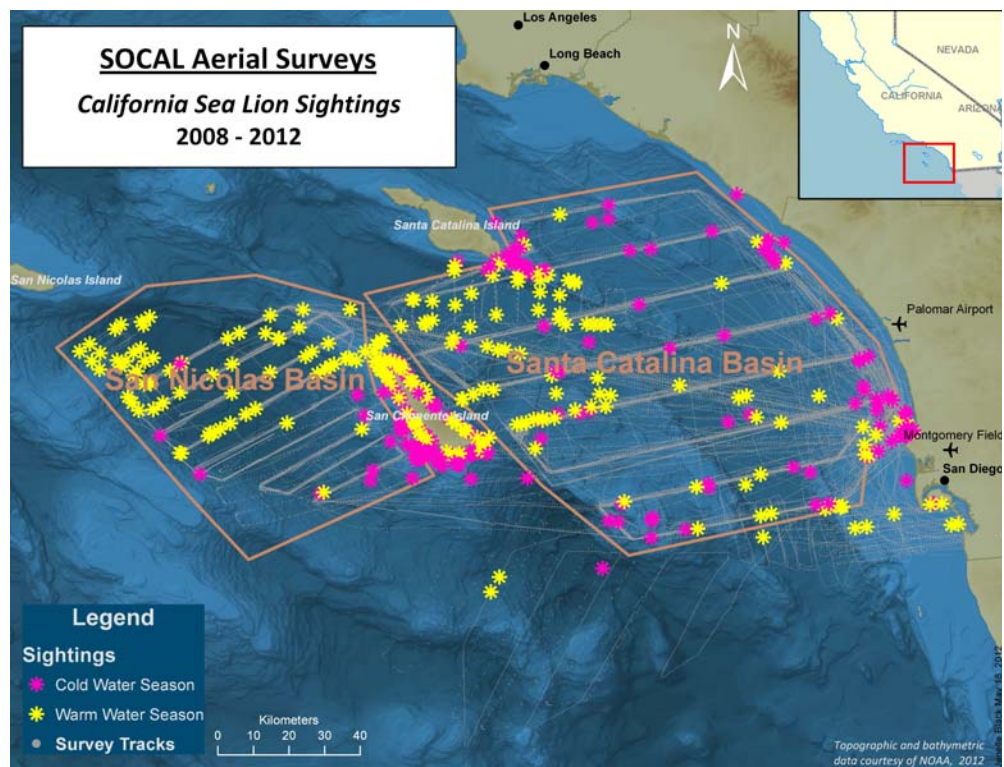 SOCAL Aerial Surveys
California Sea Lion Sightings
2008 - 2012
Los Angeles
Long Beach
N
NEVADA
CALIFORNIA
ARIZONA
Santa Catalina Island
San Nicolas Island
Palomar Airport
Santa Catalina Basin
San Nicolas Basin
San Clemente Island
Montgomery Field
San Diego
Legend
Sightings
Cold Water Season
Warm Water Season
Survey Tracks
Kilometers
0 10 20 40
Topographic and bathymetric
data courtesy of NOAA, 2012